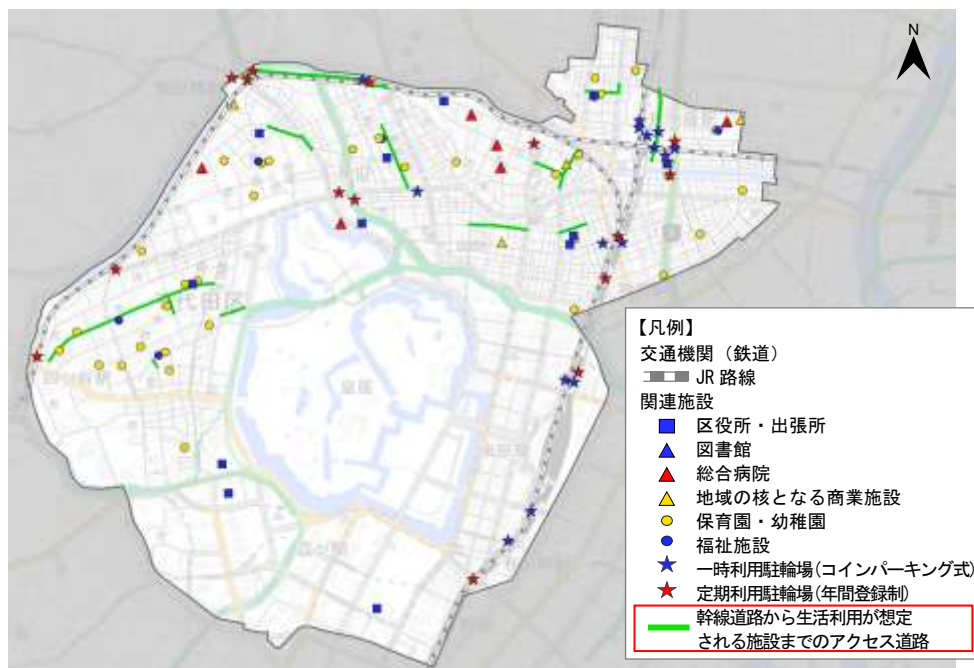 N
代田区
皇居
【凡例】
交通機関（鉄道）
JR 路線
関連施設
区役所・出張所
図書館
総合病院
地域の核となる商業施設
保育園・幼稚園
福祉施設
一時利用駐輪場(コインパーキング式)
定期利用駐輪場(年間登録制)
幹線道路から生活利用が想定
される施設までのアクセス道路